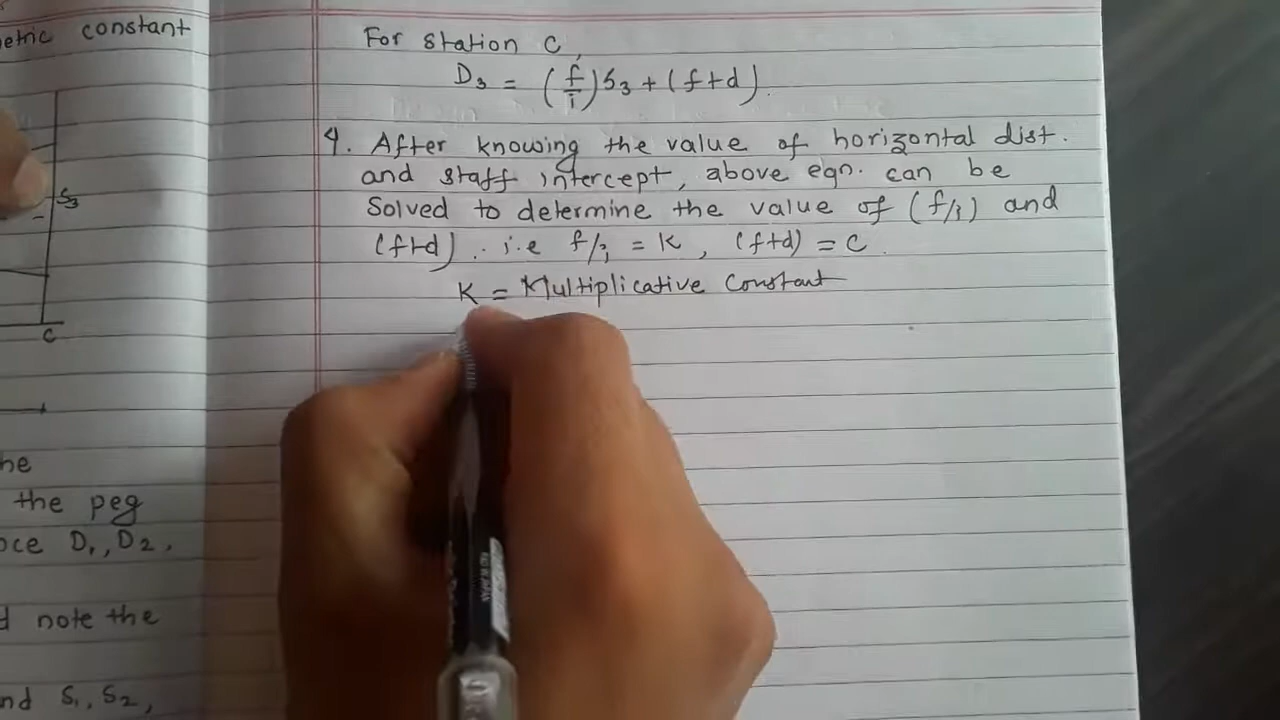 etric constant
S3
C
he
the peg
D1, D2,
note the
nd S1, S2,
For station C,
D3 = (f/i)S3 + (f+d).
4. After knowing the value of horizontal dist.
and staff intercept, above eqn. can be
Solved to determine the value of (f/i) and
(f+d). i.e f/i = K, (f+d) = C.
K = Multiplicative Constant